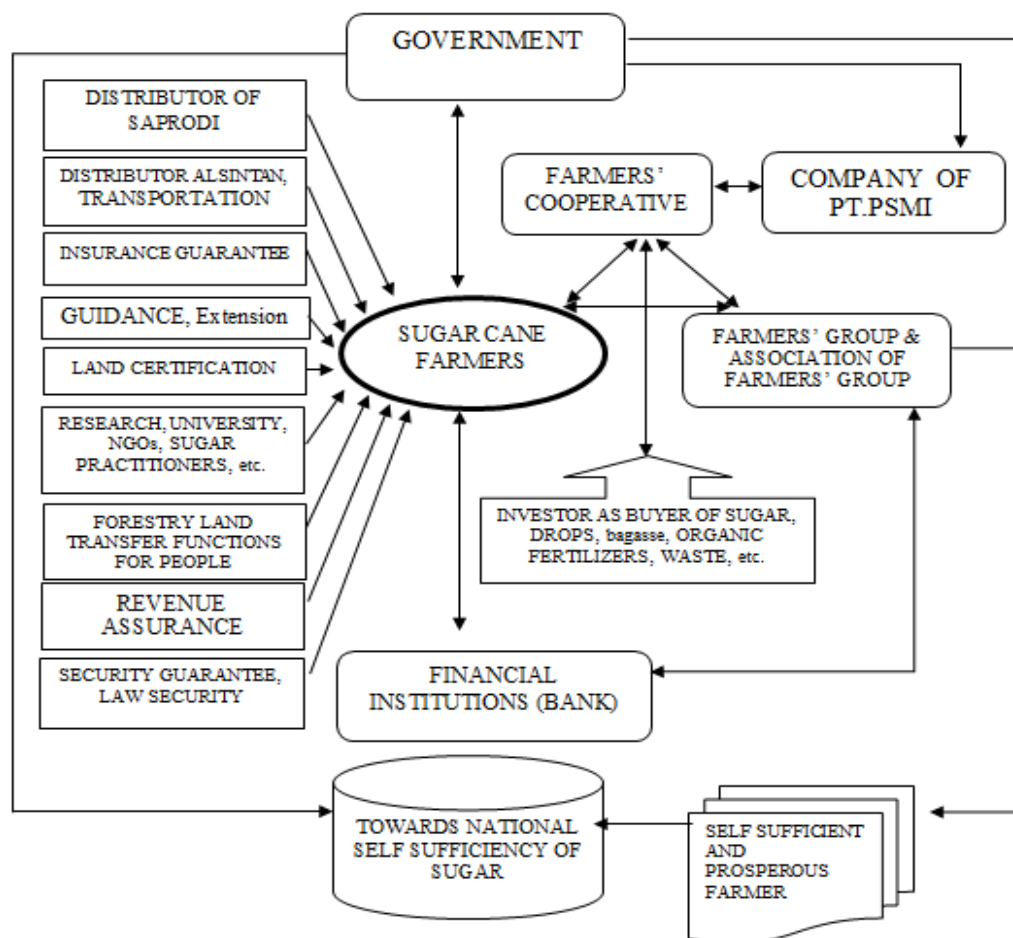 GOVERNMENT
DISTRIBUTOR OF
SAPRODI
DISTRIBUTOR ALSINTAN,
TRANSPORTATION
INSURANCE GUARANTEE
GUIDANCE, Extension
LAND CERTIFICATION
RESEARCH, UNIVERSITY,
NGOs, SUGAR
PRACTITIONERS, etc.
FORESTRY LAND
TRANSFER FUNCTIONS
FOR PEOPLE
REVENUE
ASSURANCE
SECURITY GUARANTEE,
LAW SECURITY
FARMERS’
COOPERATIVE
COMPANY OF
PT.PSMI
SUGAR CANE
FARMERS
FARMERS’ GROUP &
ASSOCIATION OF
FARMERS’ GROUP
INVESTOR AS BUYER OF SUGAR,
DROPS, bagasse, ORGANIC
FERTILIZERS, WASTE, etc.
FINANCIAL
INSTITUTIONS (BANK)
TOWARDS NATIONAL
SELF SUFFICIENCY OF
SUGAR
SELF SUFFICIENT
AND
PROSPEROUS
FARMER